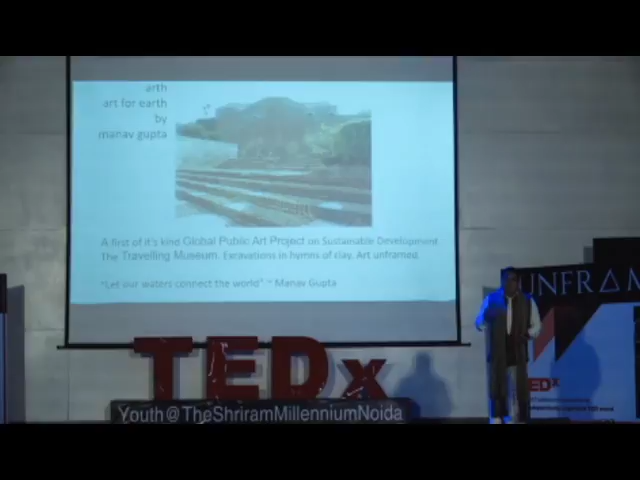 arth
art for earth
by
manav gupta
A first of it's kind Global Public Art Project on Sustainable Development
The Travelling Museum. Excavations in hymns of clay. Art unframed
"Let our waters connect the world" ~ Manav Gupta
UNFRΔM
TEDx
Youth@TheShriramMillenniumNoida
EDx